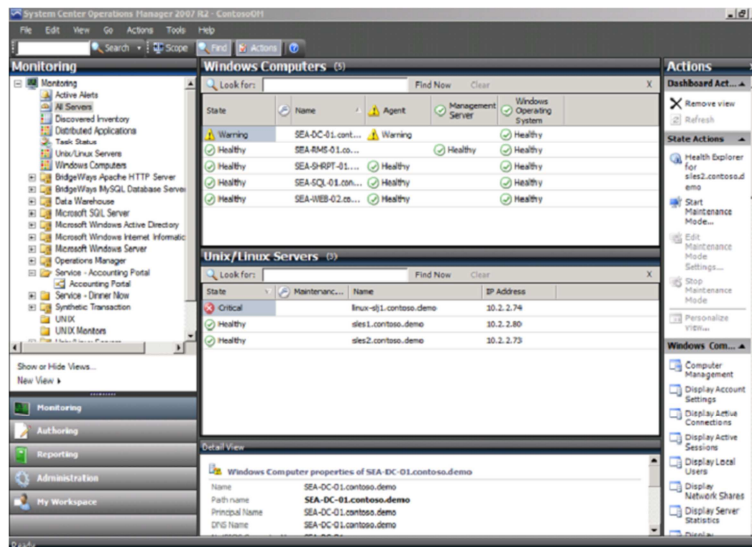 System Center Operations Manager 2007 R2 - ContosoOM
File Edit View Go Actions Tools Help
Search Scope Find Actions
Monitoring
Monitoring
Active Alerts
All Servers
Discovered Inventory
Distributed Applications
Task Status
Unix/Linux Servers
Windows Computers
BridgeWays Apache HTTP Server
BridgeWays MySQL Database Server
Data Warehouse
Microsoft SQL Server
Microsoft Windows Active Directory
Microsoft Windows Internet Informatic
Microsoft Windows Server
Operations Manager
Service - Accounting Portal
Accounting Portal
Service - Dinner Now
Synthetic Transaction
UNIX
UNIX Monitors
Show or Hide Views...
New View
Monitoring
Authoring
Reporting
Administration
My Workspace
Ready
Windows Computers (5)
Look for: Find Now Clear X
State Name Agent Management Server Windows Operating System
Warning SEA-DC-01.cont... Warning Healthy
Healthy SEA-RMS-01.co... Healthy Healthy
Healthy SEA-SHRPT-01.... Healthy Healthy
Healthy SEA-SQL-01.con... Healthy Healthy
Healthy SEA-WEB-02.co... Healthy Healthy
Unix/Linux Servers (3)
Look for: Find Now Clear X
State Maintenanc... Name IP Address
Critical linux-slj1.contoso.demo 10.2.2.74
Healthy sles1.contoso.demo 10.2.2.80
Healthy sles2.contoso.demo 10.2.2.73
Detail View
Windows Computer properties of SEA-DC-01.contoso.demo
Name SEA-DC-01.contoso.demo
Path name SEA-DC-01.contoso.demo
Principal Name SEA-DC-01.contoso.demo
DNS Name SEA-DC-01.contoso.demo
Actions
Dashboard Act...
Remove view
Refresh
State Actions
Health Explorer
for
sles2.contoso.d
emo
Start
Maintenance
Mode...
Edit
Maintenance
Mode
Settings...
Stop
Maintenance
Mode
Personalize
view...
Windows Com...
Computer
Management
Display Account
Settings
Display Active
Connections
Display Active
Sessions
Display Local
Users
Display
Network Shares
Display Server
Statistics
Display